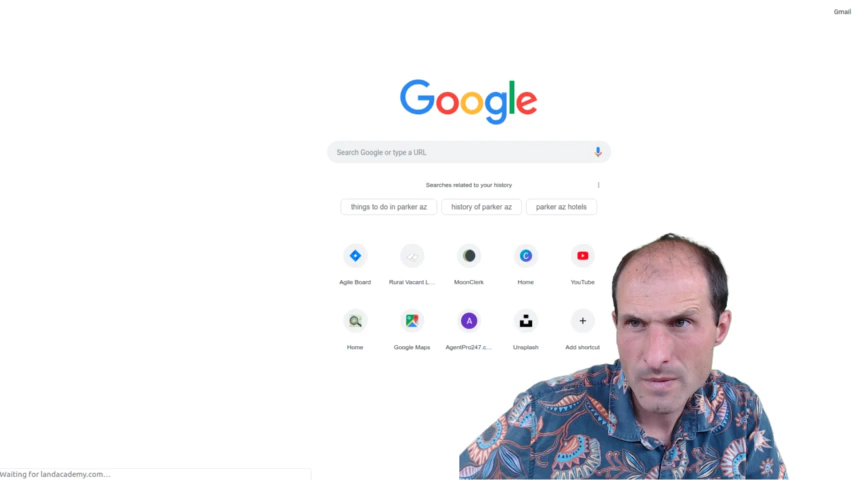 Gmail
Google
Search Google or type a URL
Searches related to your history
things to do in parker az
history of parker az
parker az hotels
Agile Board
Rural Vacant L...
MoonClerk
C
Home
YouTube
Home
Google Maps
A
AgentPro247.c...
Unsplash
Add shortcut
Waiting for landacademy.com...